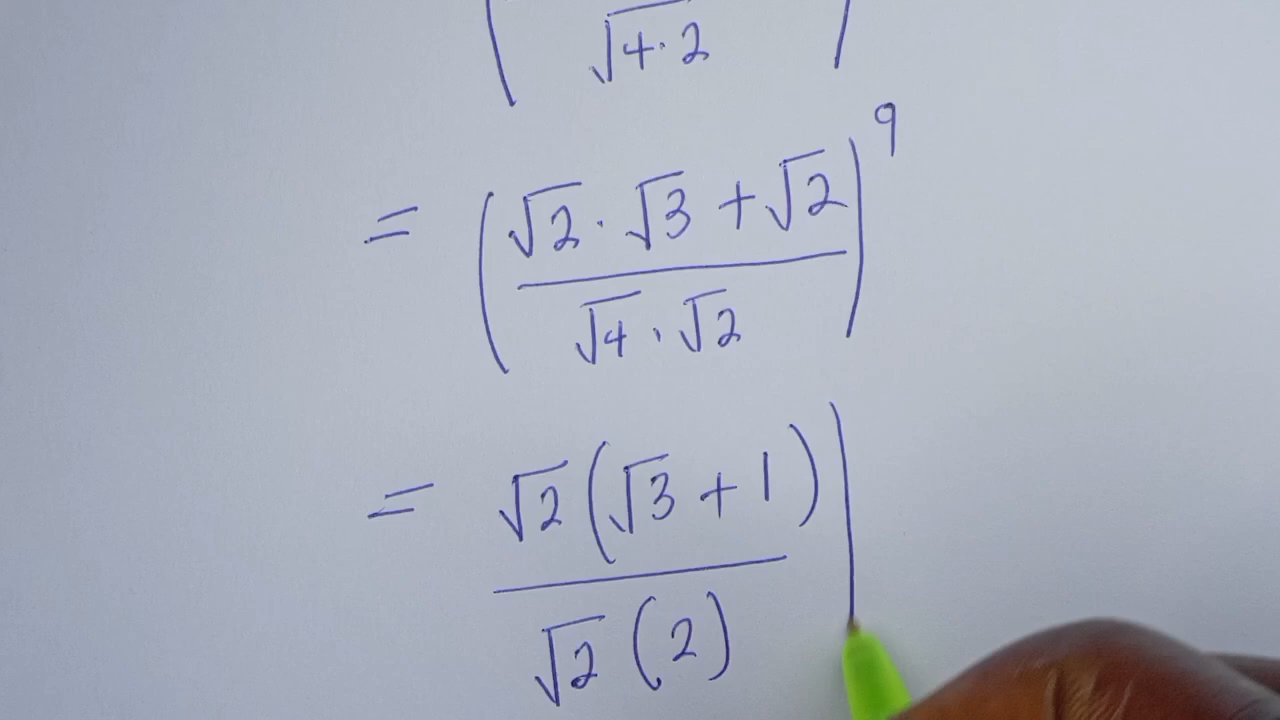 ( / √4·2 )
= ( (√2 · √3 + √2) / (√4 · √2) )^9
= √2(√3 + 1) / √2(2) )